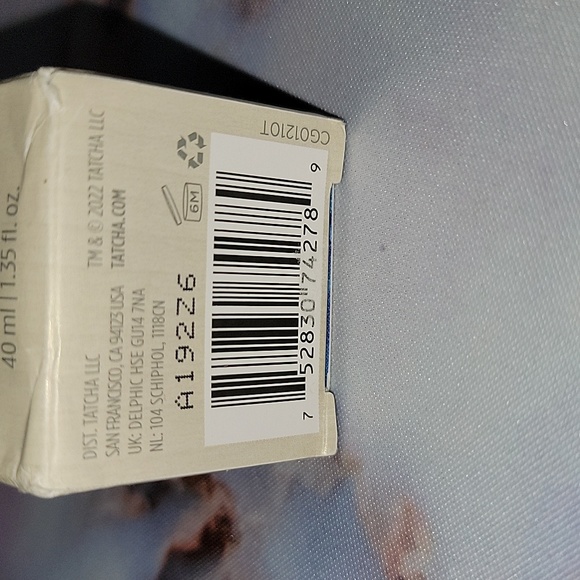 40 ml | 1.35 fl. oz.
DIST. TATCHA LLC
SAN FRANCISCO, CA 94123 USA
UK: DELPHIC HSE GU14 7NA
NL: 104 SCHIPHOL, 1118CN
TM & © 2022 TATCHA LLC
TATCHA.COM
A192Z6
6M
7 52830 74278 9
CG01210T